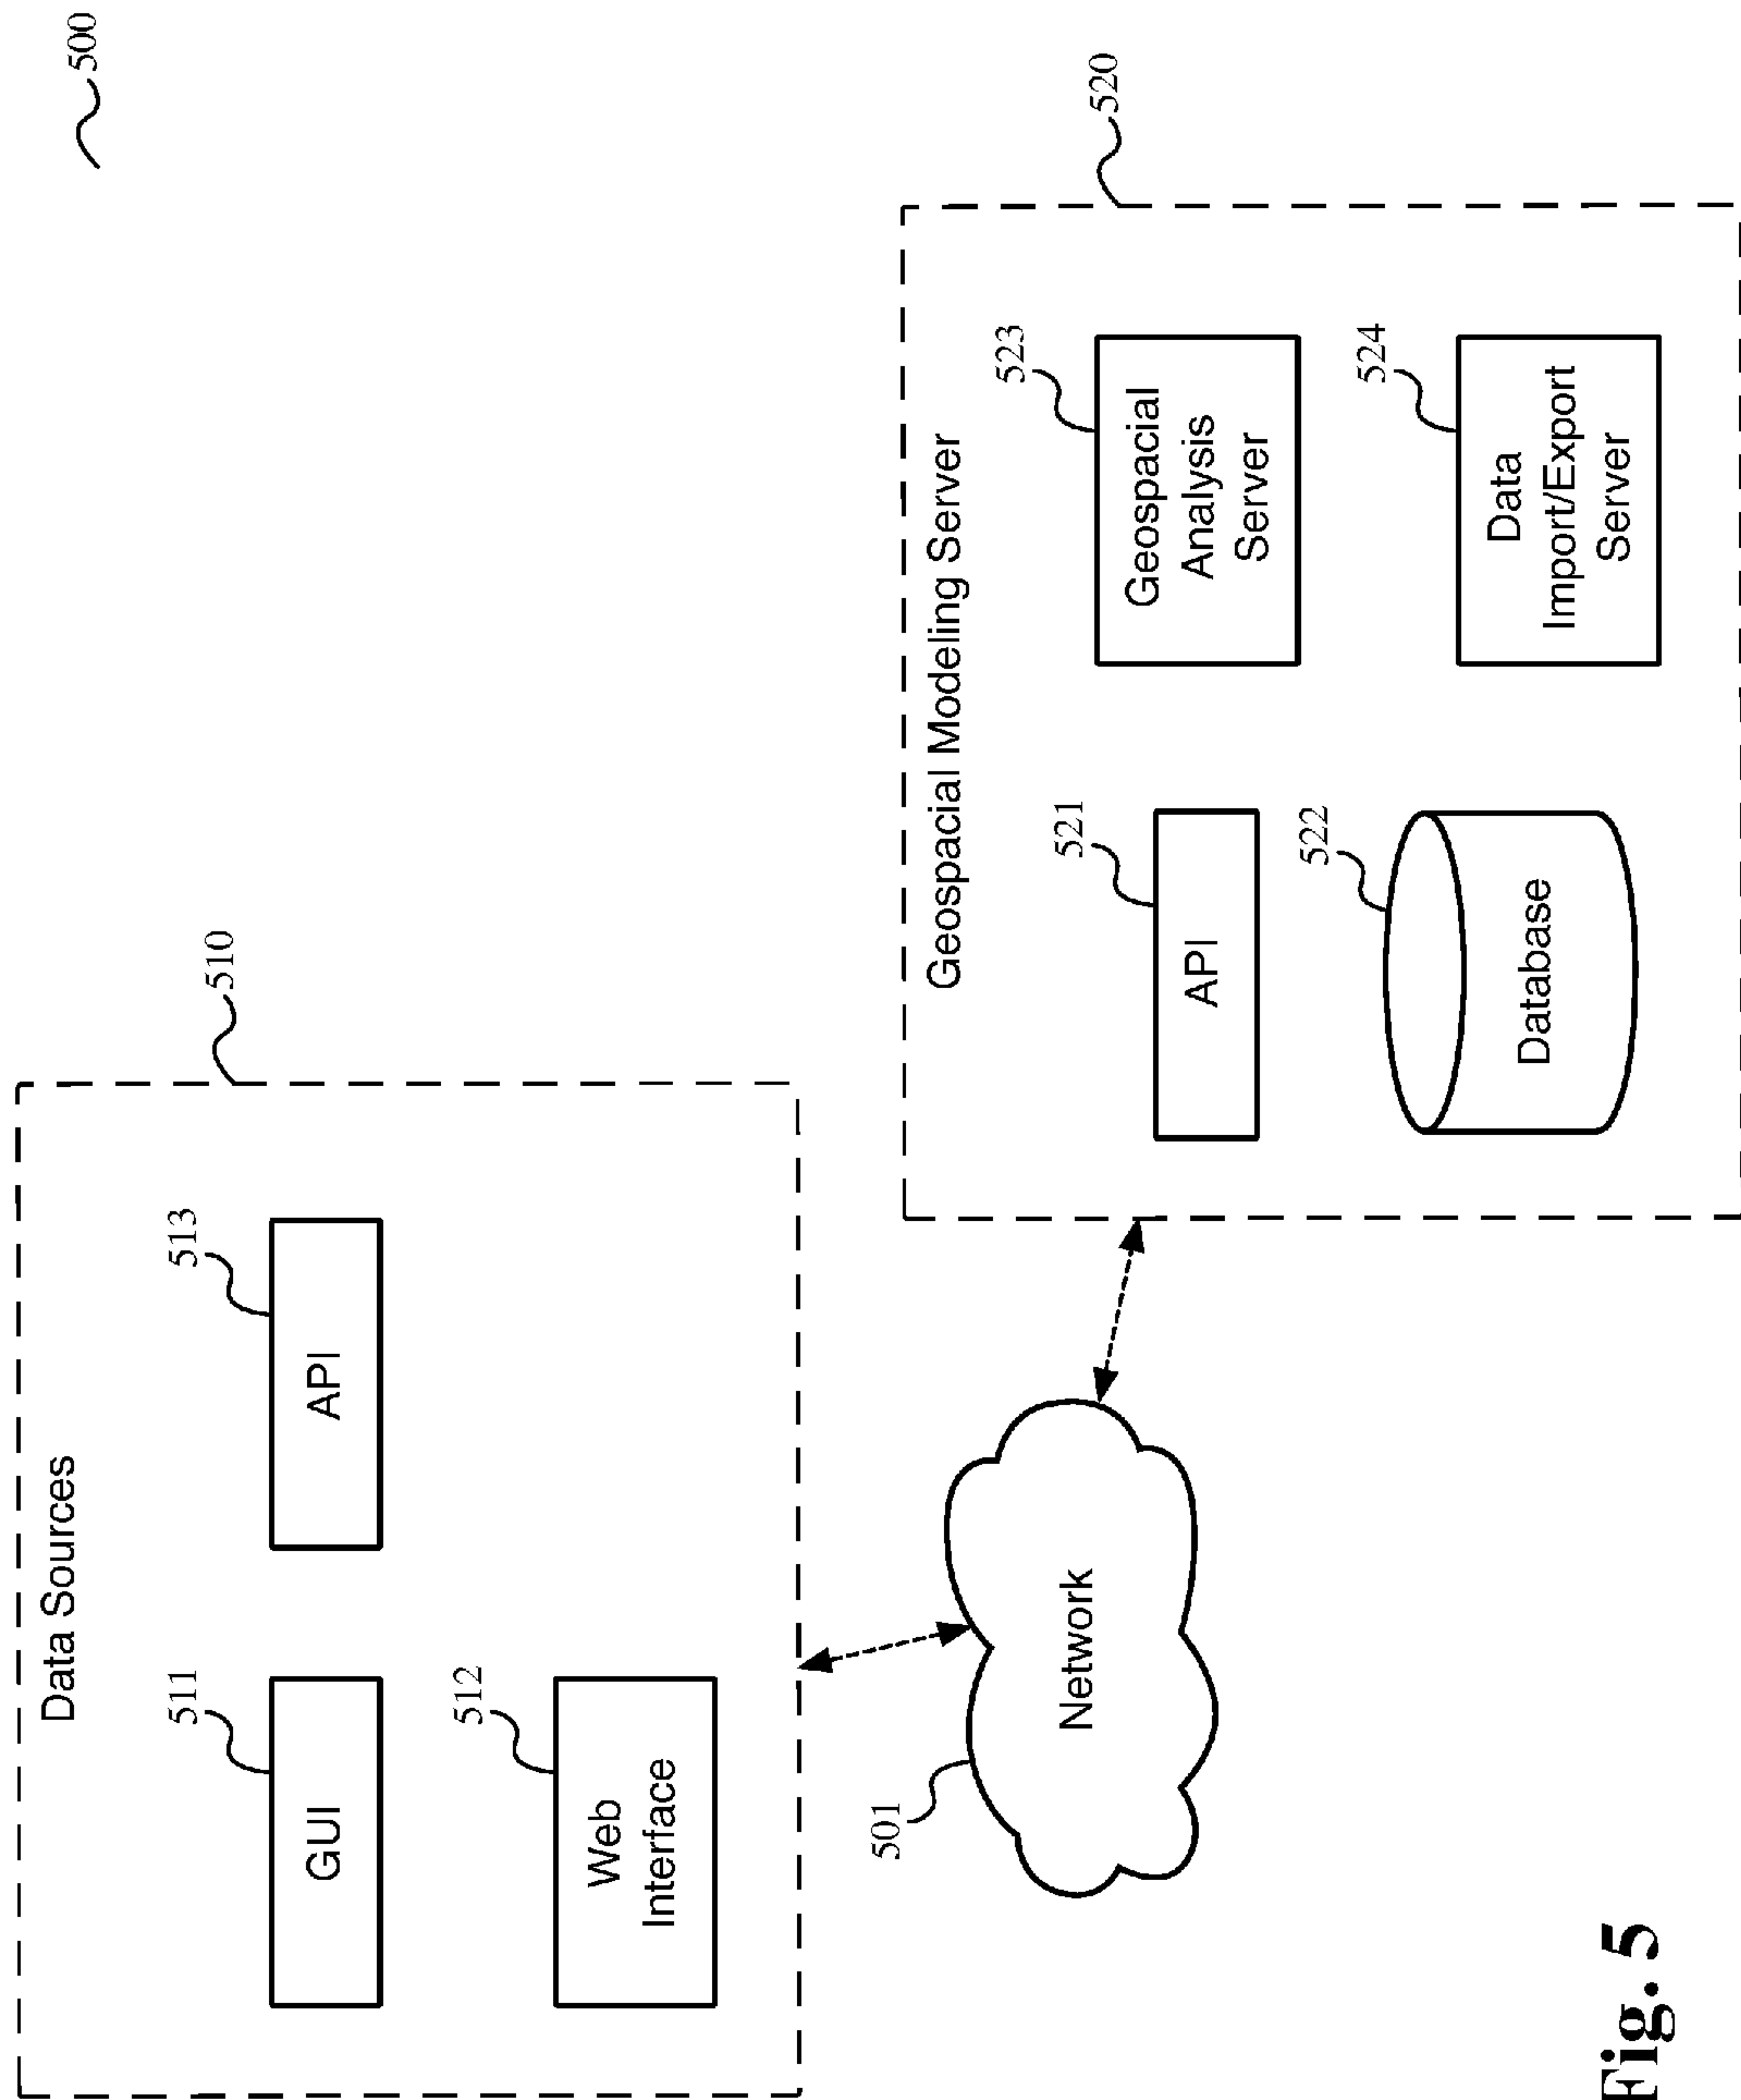 500
510
Data Sources
511
GUI
513
API
512
Web
Interface
501
Network
520
Geospacial Modeling Server
521
API
523
Geospacial
Analysis
Server
522
Database
524
Data
Import/Export
Server
Fig. 5